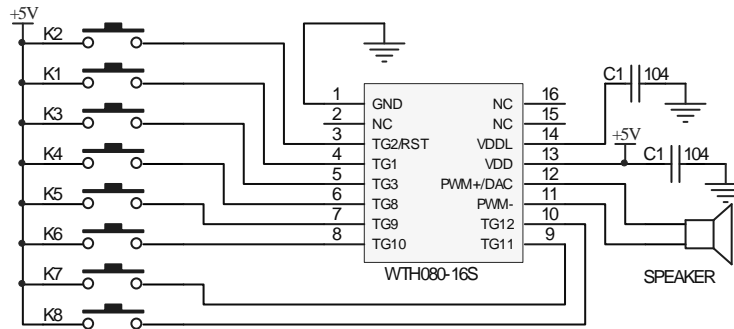 +5V
K2
K1
K3
K4
K5
K6
K7
K8
1 GND
2 NC
3 TG2/RST
4 TG1
5 TG3
6 TG8
7 TG9
8 TG10
NC 16
NC 15
VDDL 14
VDD 13
PWM+/DAC 12
PWM- 11
TG12 10
TG11 9
WTH080-16S
C1 104
+5V
C1 104
SPEAKER